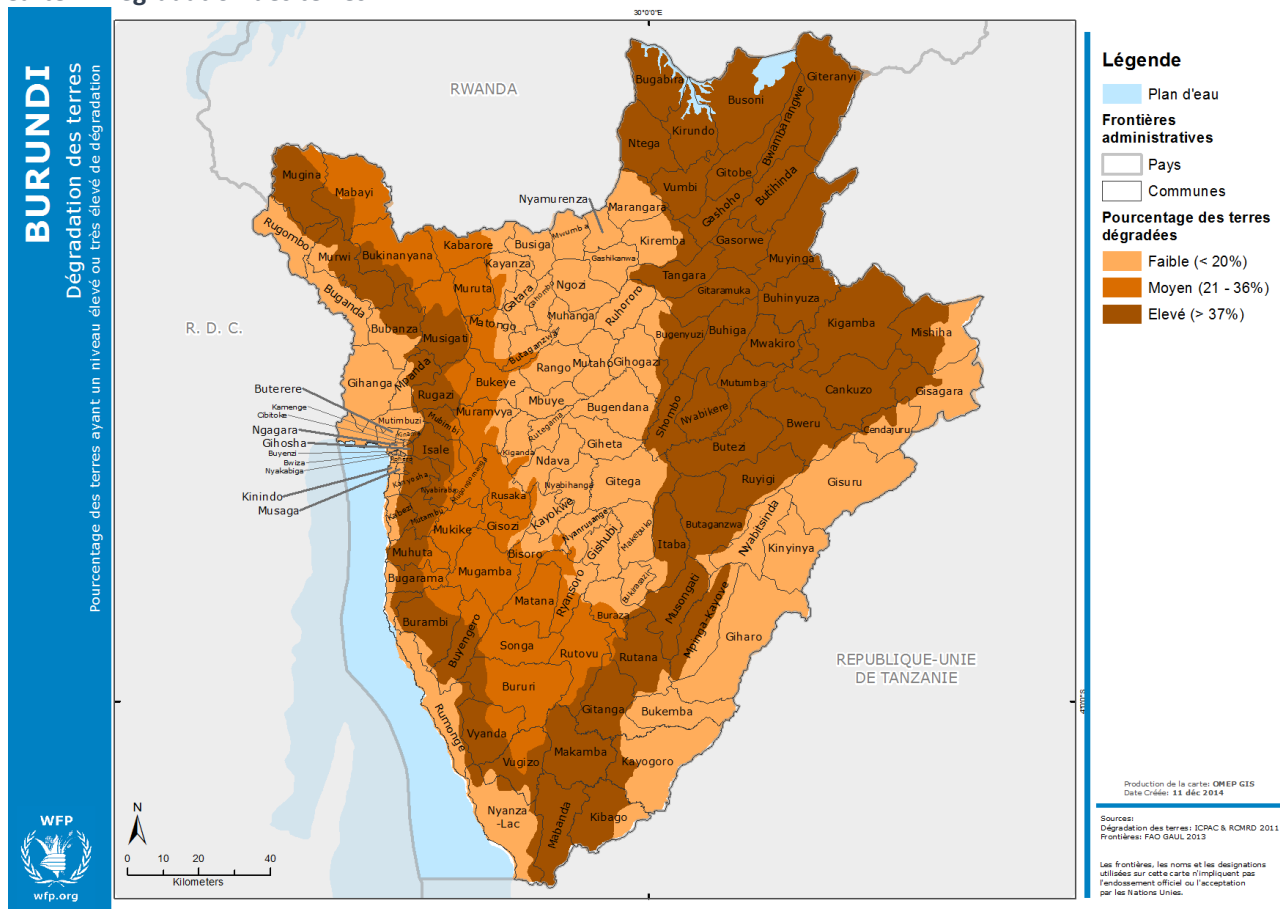 BURUNDI
Dégradation des terres
Pourcentage des terres ayant un niveau élevé ou très élevé de dégradation
WFP
wfp.org
30°0'0"E
RWANDA
R. D. C.
REPUBLIQUE-UNIE
DE TANZANIE
Bugabira
Giteranyi
Busoni
Kirundo
Bwambarangwe
Ntega
Gitobe
Vumbi
Butihinda
Gashoho
Mugina
Mabayi
Nyamurenza
Marangara
Rugombo
Murwi
Bukinanyana
Kabarore
Busiga
Mwumba
Kiremba
Gasorwe
Kayanza
Gashikanwa
Muyinga
Tangara
Buganda
Muruta
Gatara
Gahombo
Ngozi
Ruhororo
Gitaramuka
Buhinyuza
Bubanza
Musigati
Matongo
Muhanga
Bugenyuzi
Buhiga
Kigamba
Mishiha
Mwakiro
Butaganzwa
Gihanga
Mpanda
Rugazi
Bukeye
Rango
Mutaho
Gihogazi
Mutumba
Cankuzo
Gisagara
Buterere
Kamenge
Cibitoke
Ngagara
Gihosha
Buyenzi
Bwiza
Nyakabiga
Kinindo
Musaga
Mutimbuzi
Mubimbi
Muramvya
Mbuye
Bugendana
Shombo
Nyabikere
Bweru
Cendajuru
Rutegama
Isale
Kiganda
Ndava
Giheta
Butezi
Kanyosha
Nyabiraba
Rusaka
Nyabihanga
Gitega
Ruyigi
Gisuru
Kabezi
Mutambu
Mukike
Gisozi
Kayokwe
Nyanrusange
Gishubi
Makebuko
Butaganzwa
Nyabitsinda
Kinyinya
Itaba
Muhuta
Bisoro
Bugarama
Mugamba
Matana
Ryansoro
Bukirasazi
Buraza
Musongati
Mpinga-Kayove
Giharo
Burambi
Buyengero
Songa
Rutovu
Rutana
Bururi
Gitanga
Bukemba
Rumonge
Vyanda
Vugizo
Makamba
Kayogoro
Nyanza
-Lac
Mabanda
Kibago
N
0 10 20 40
Kilometers
Légende
Plan d'eau
Frontières
administratives
Pays
Communes
Pourcentage des terres
dégradées
Faible (< 20%)
Moyen (21 - 36%)
Elevé (> 37%)
Production de la carte: OMEP GIS
Date Créée: 11 déc 2014
Sources:
Dégradation des terres: ICPAC & RCMRD 2011
Frontières: FAO GAUL 2013
Les frontières, les noms et les designations
utilisées sur cette carte n'impliquent pas
l'endossement officiel ou l'acceptation
par les Nations Unies.